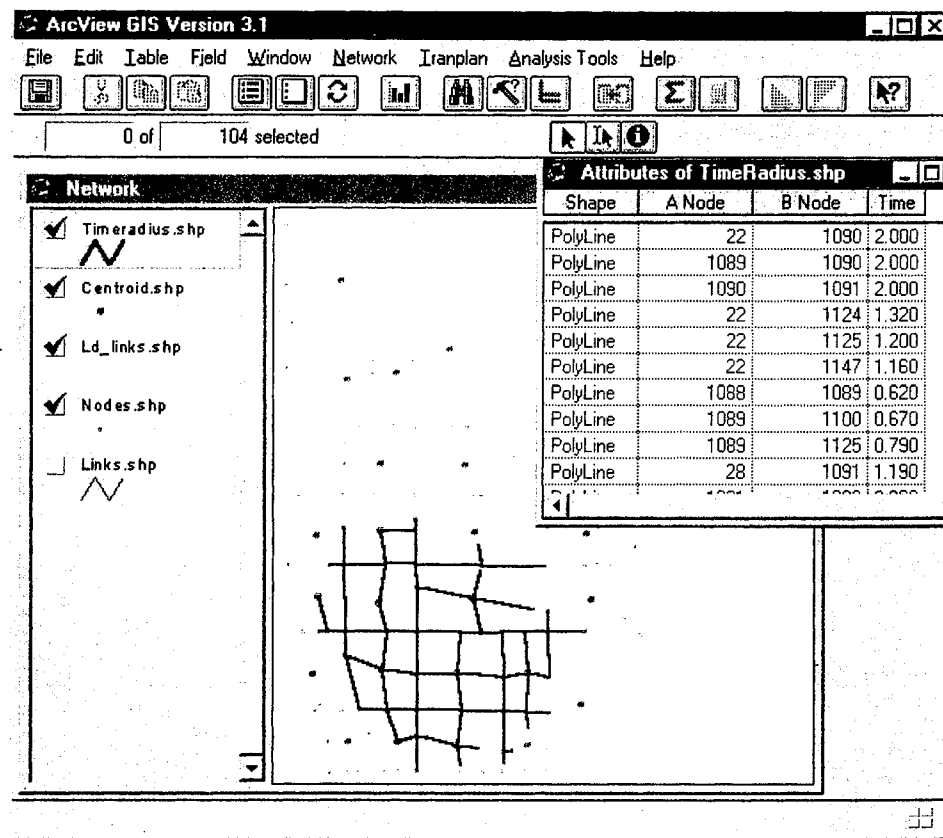 ArcView GIS Version 3.1
File Edit Table Field Window Network Tranplan Analysis Tools Help
0 of 104 selected
Network
Timeradius.shp
Centroid.shp
Ld_links.shp
Nodes.shp
Links.shp
Attributes of TimeRadius.shp
Shape A Node B Node Time
PolyLine 22 1090 2.000
PolyLine 1089 1090 2.000
PolyLine 1090 1091 2.000
PolyLine 22 1124 1.320
PolyLine 22 1125 1.200
PolyLine 22 1147 1.160
PolyLine 1088 1089 0.620
PolyLine 1089 1100 0.670
PolyLine 1089 1125 0.790
PolyLine 28 1091 1.190